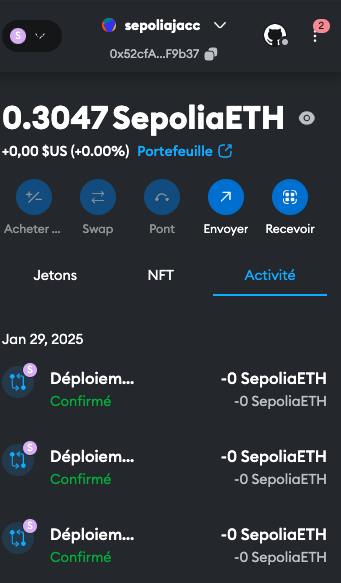 S
sepoliajacc
2
0x52cfA...F9b37
0.3047 SepoliaETH
+0,00 $US (+0.00%) Portefeuille
Acheter ... Swap Pont Envoyer Recevoir
Jetons NFT Activité
Jan 29, 2025
S
Déploiem... -0 SepoliaETH
Confirmé -0 SepoliaETH
S
Déploiem... -0 SepoliaETH
Confirmé -0 SepoliaETH
S
Déploiem... -0 SepoliaETH
Confirmé -0 SepoliaETH